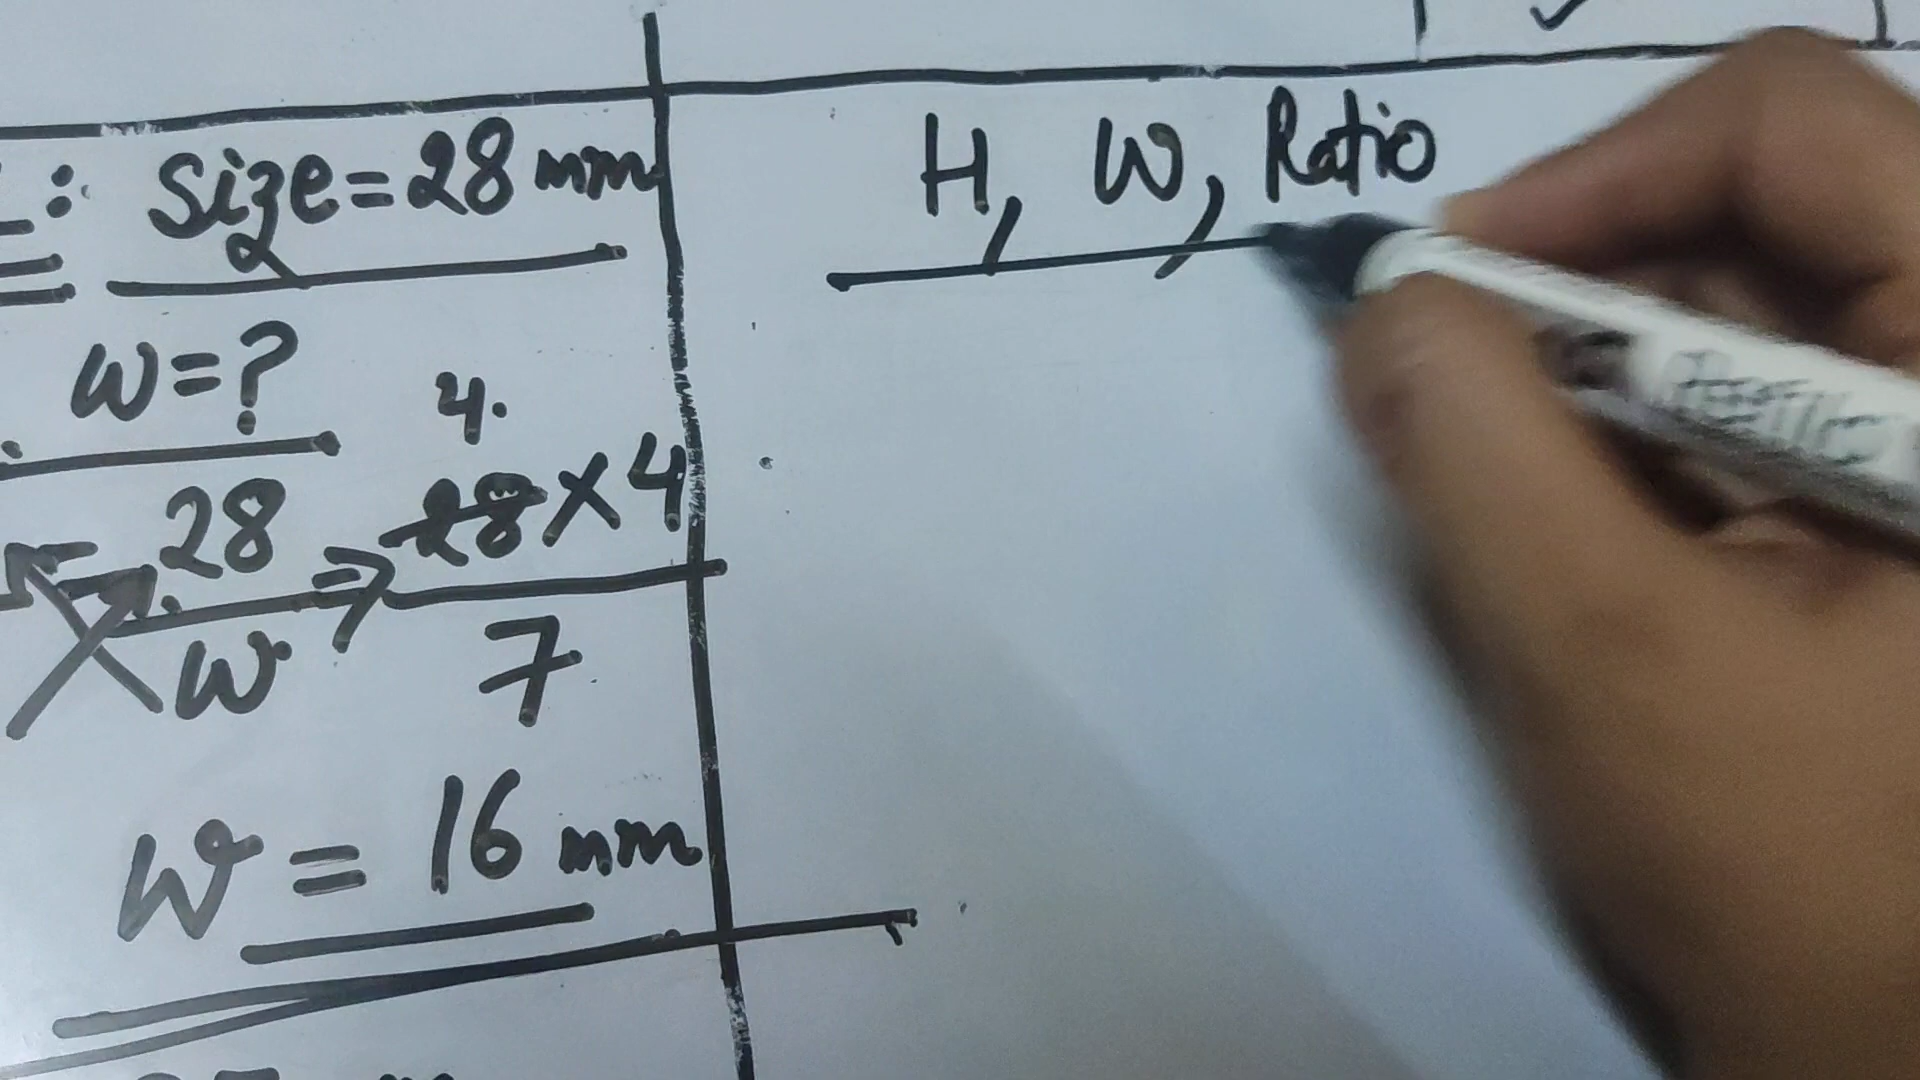 : Size = 28 mm
W = ?
4.
28 ⇒ 28 × 4
W 7
W = 16 mm
H, W, Ratio